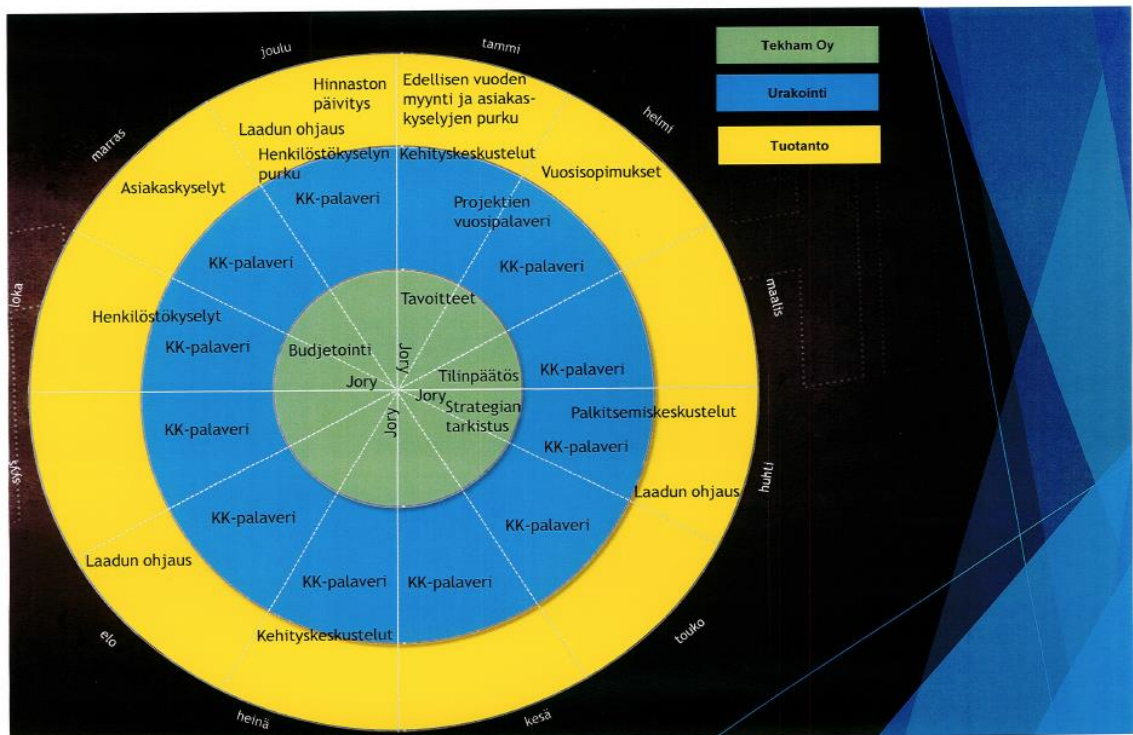 joulu
tammi
Tekham Oy
Urakointi
Tuotanto
Hinnaston
päivitys
Edellisen vuoden
myynti ja asiakas-
kyselyjen purku
helmi
marras
Laadun ohjaus
Henkilöstökyselyn
purku
Kehityskeskustelut
Asiakaskyselyt
Vuosisopimukset
KK-palaveri
Projektien
vuosipalaveri
KK-palaveri
KK-palaveri
loka
maalis
Tavoitteet
Henkilöstökyselyt
KK-palaveri
Budjetointi
Jory
Jory
Tilinpäätös
KK-palaveri
Jory
Jory
Strategian
tarkistus
Palkitsemiskeskustelut
KK-palaveri
KK-palaveri
syys
huhti
Laadun ohjaus
KK-palaveri
KK-palaveri
Laadun ohjaus
KK-palaveri
KK-palaveri
Kehityskeskustelut
elo
touko
heinä
kesä